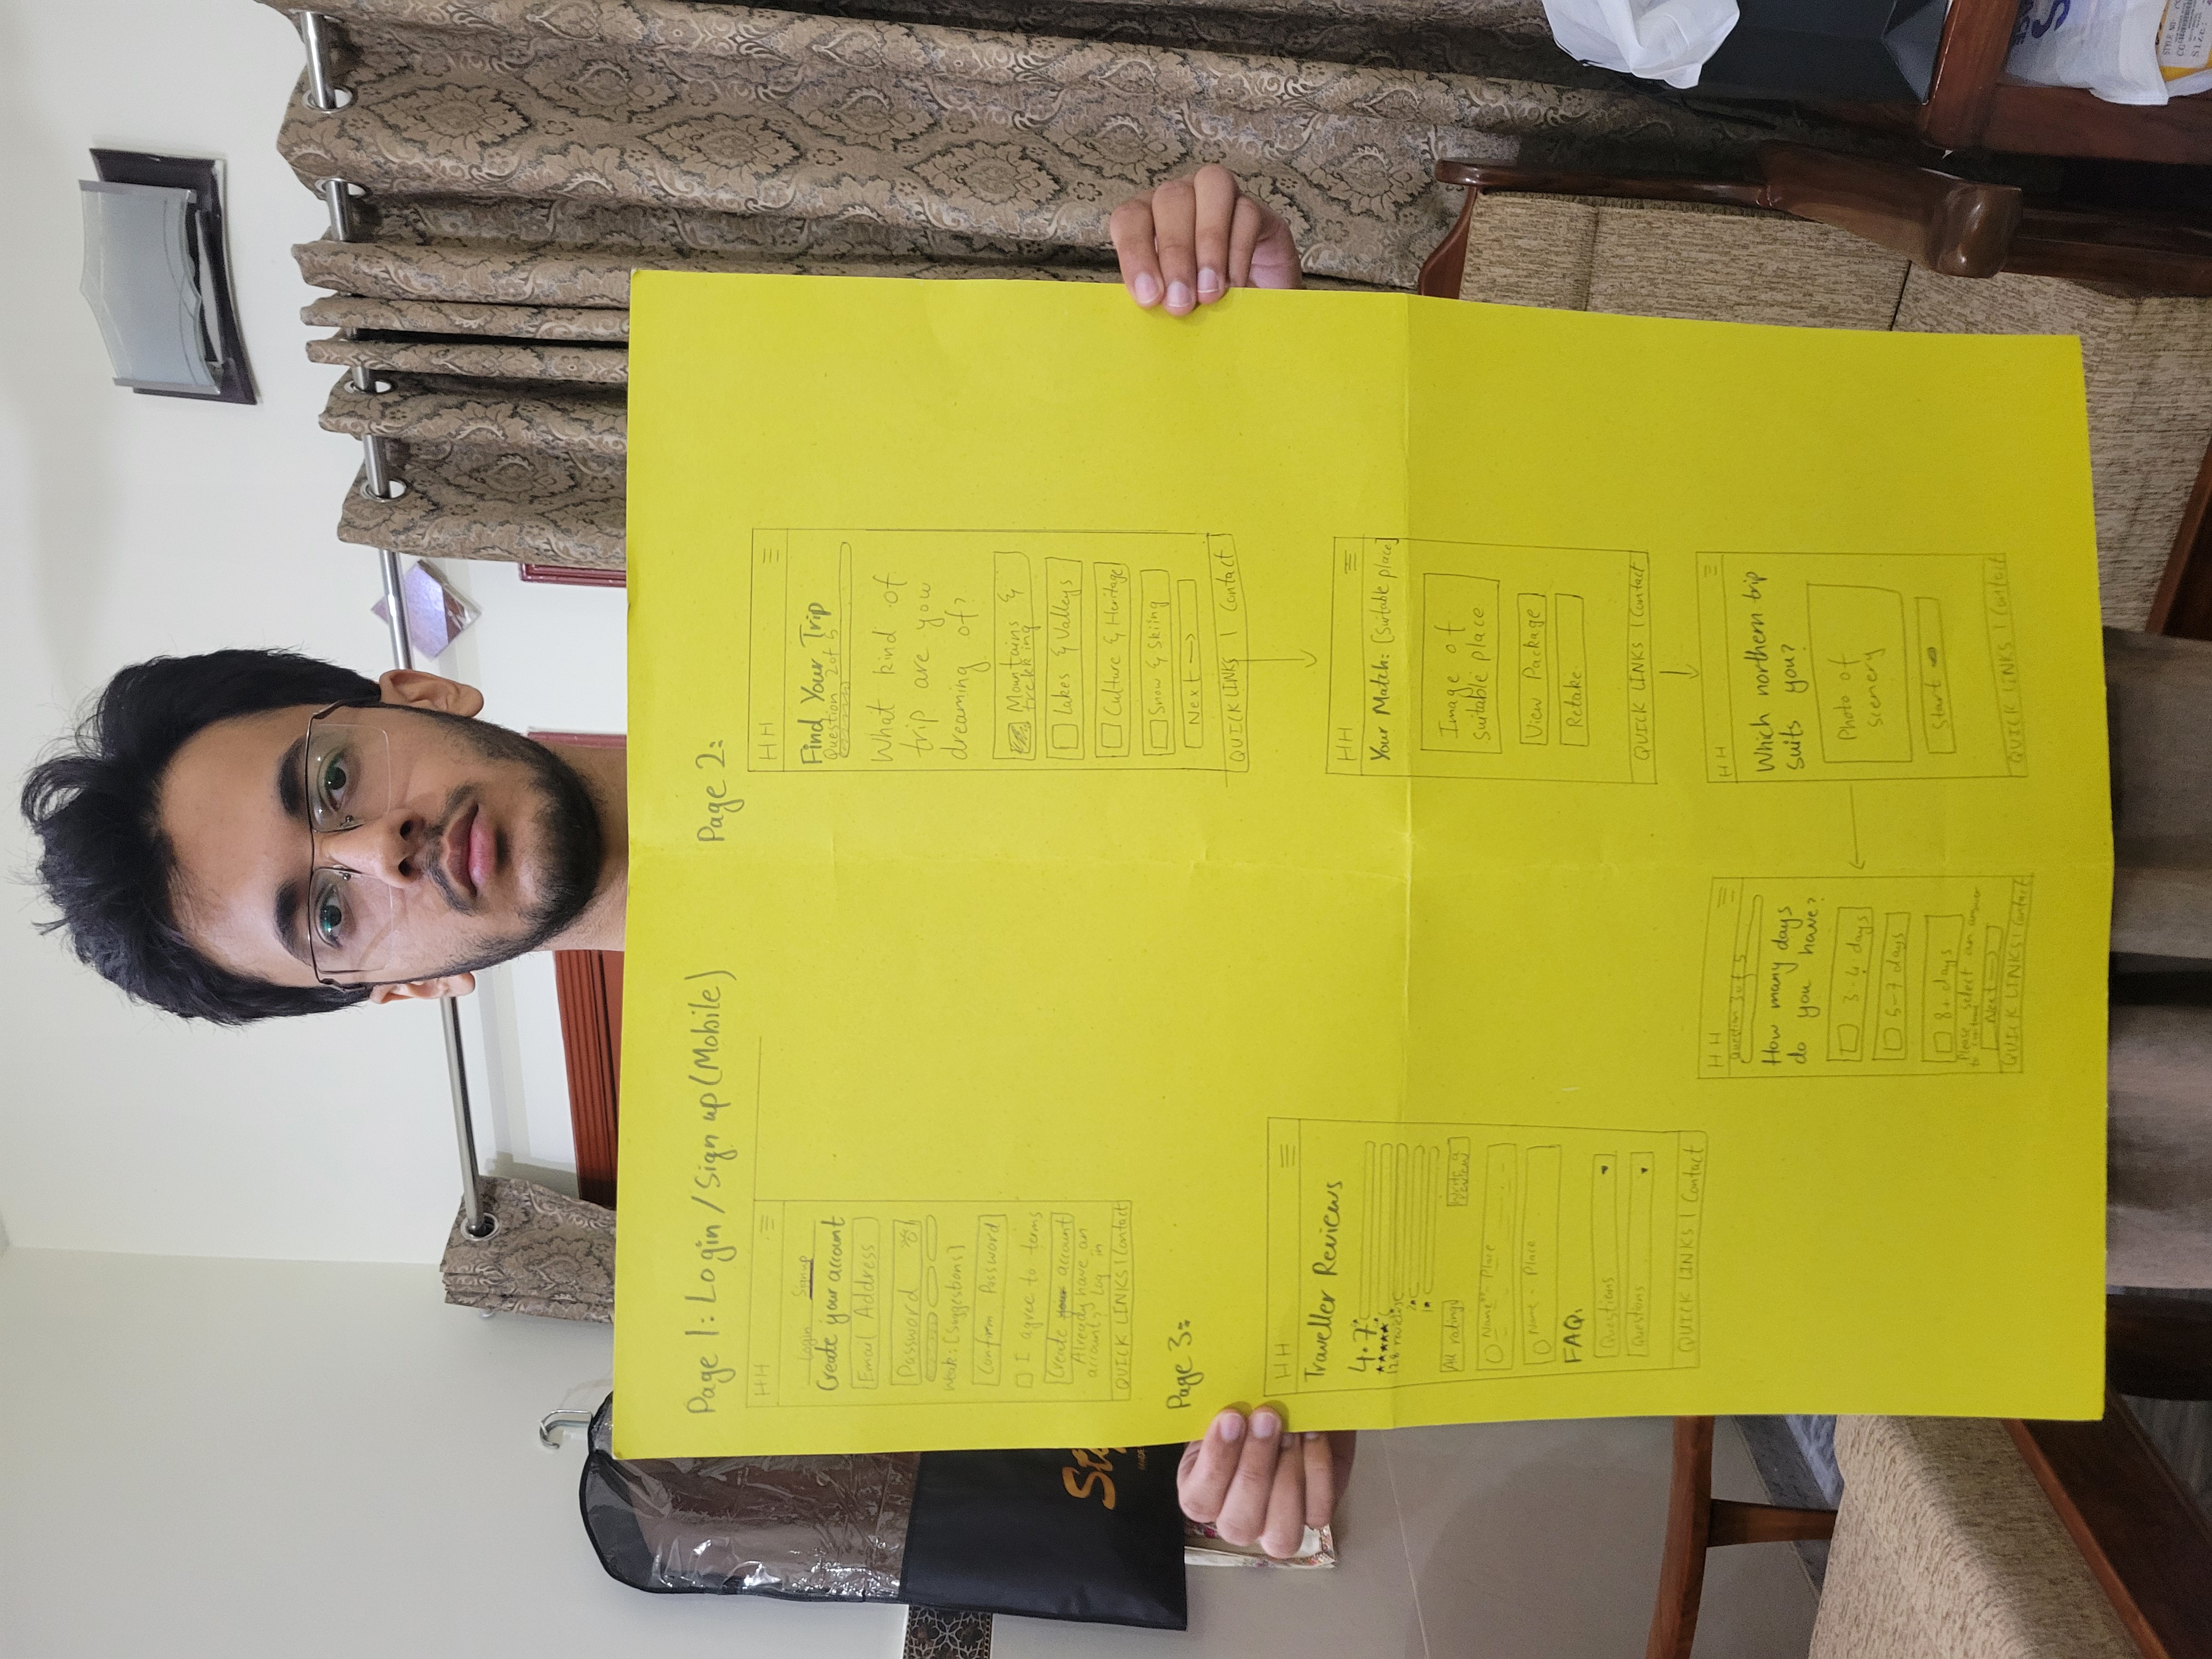 Page 1: Login / Sign up (Mobile)
HH
Login Signup
Create your account
Email Address
Password
Weak: [Suggestions]
Confirm Password
I agree to terms
Create your account
Already have an
account? Log in
QUICK LINKS | Contact
Page 2:
HH
Find Your Trip
Question 2 of 5
What kind of
trip are you
dreaming of?
Mountains &
trekking
Lakes & Valleys
Culture & Heritage
Snow & Skiing
Next →
QUICK LINKS | Contact
HH
Your Match: [Suitable place]
Image of
suitable place
View Package
Retake
QUICK LINKS | Contact
HH
Which northern trip
suits you?
Photo of
scenery
Start
QUICK LINKS | Contact
HH
Question 3 of 5
How many days
do you have?
3-4 days
5-7 days
8+ days
Please select an answer
to continue
Next →
QUICK LINKS | Contact
Page 3:
HH
Traveller Reviews
4.7
★★★★★
128 reviews
2
1
All ratings
Write a
review
Name - Place
Name - Place
FAQ:
Questions
Questions
QUICK LINKS | Contact
STYLE NO